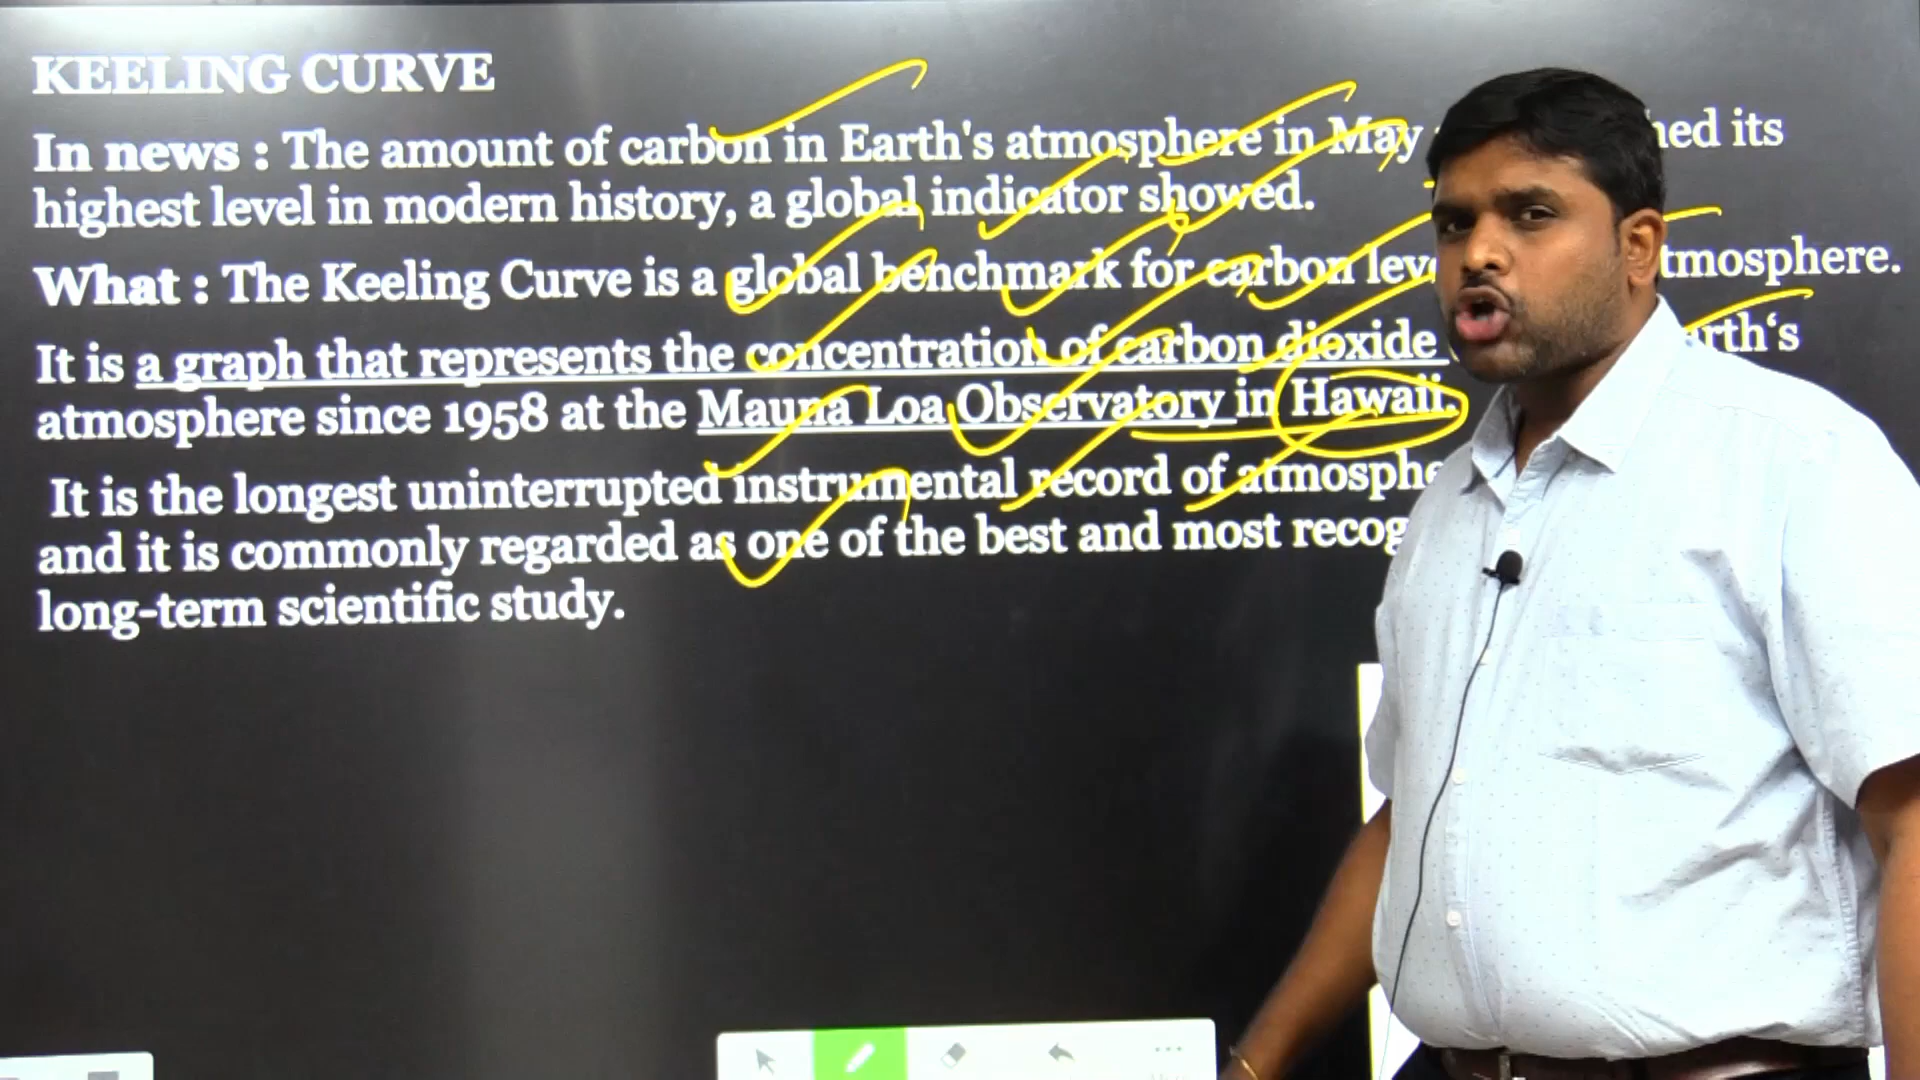 KEELING CURVE
In news : The amount of carbon in Earth's atmosphere in May its
highest level in modern history, a global indicator showed.
What : The Keeling Curve is a global benchmark for carbon
It is a graph that represents the concentration of carbon dioxide
atmosphere since 1958 at the Mauna Loa Observatory in Hawaii.
It is the longest uninterrupted instrumental record of
and it is commonly regarded as one of the best and most
long-term scientific study.